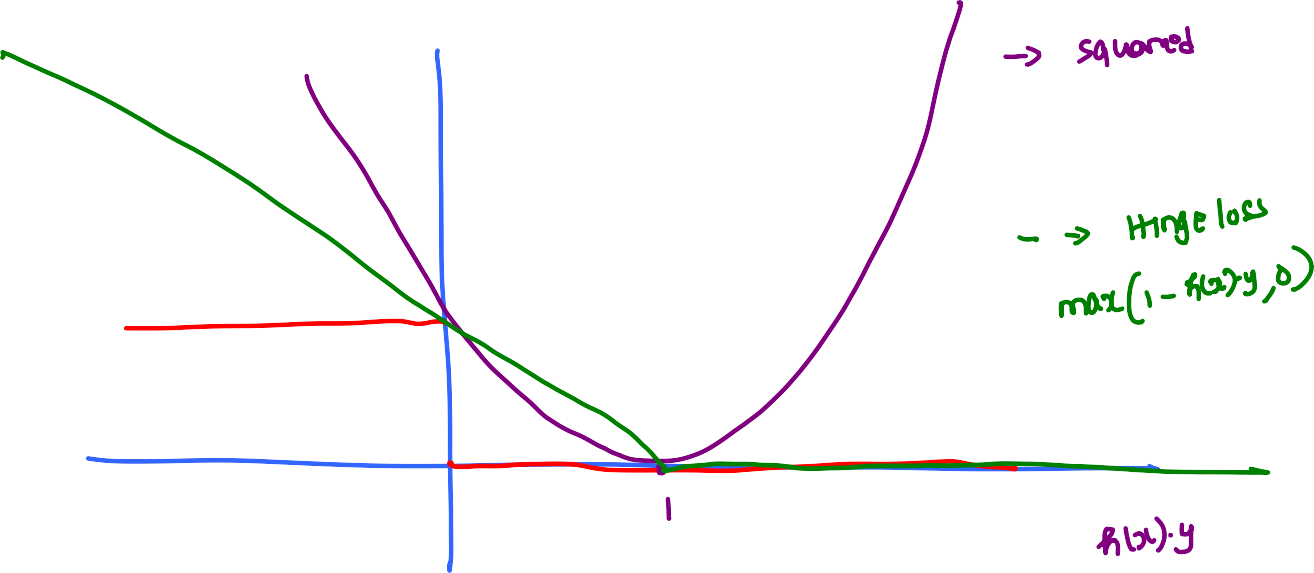 → squared
- → Hinge loss
max(1 - h(x)·y, 0)
1
h(x)·y